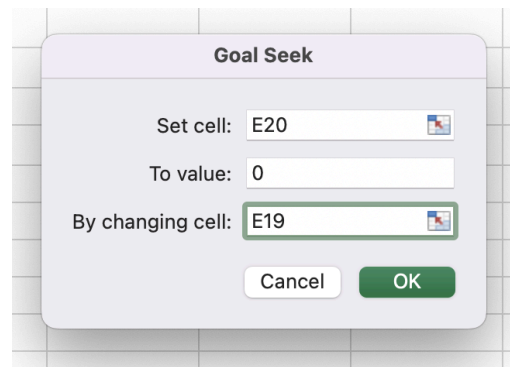 Goal Seek
Set cell: E20
To value: 0
By changing cell: E19
Cancel OK